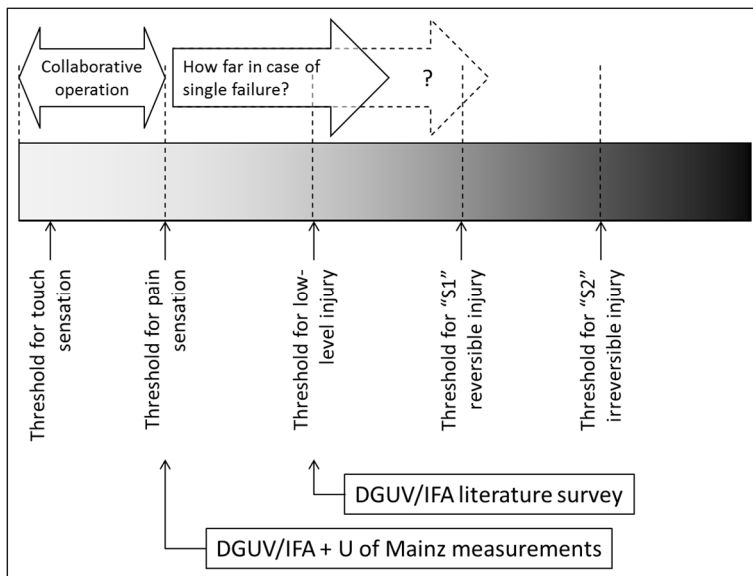 Collaborative
operation
How far in case of
single failure?
?
Threshold for touch
sensation
Threshold for pain
sensation
Threshold for low-
level injury
Threshold for “S1”
reversible injury
Threshold for “S2”
irreversible injury
DGUV/IFA literature survey
DGUV/IFA + U of Mainz measurements